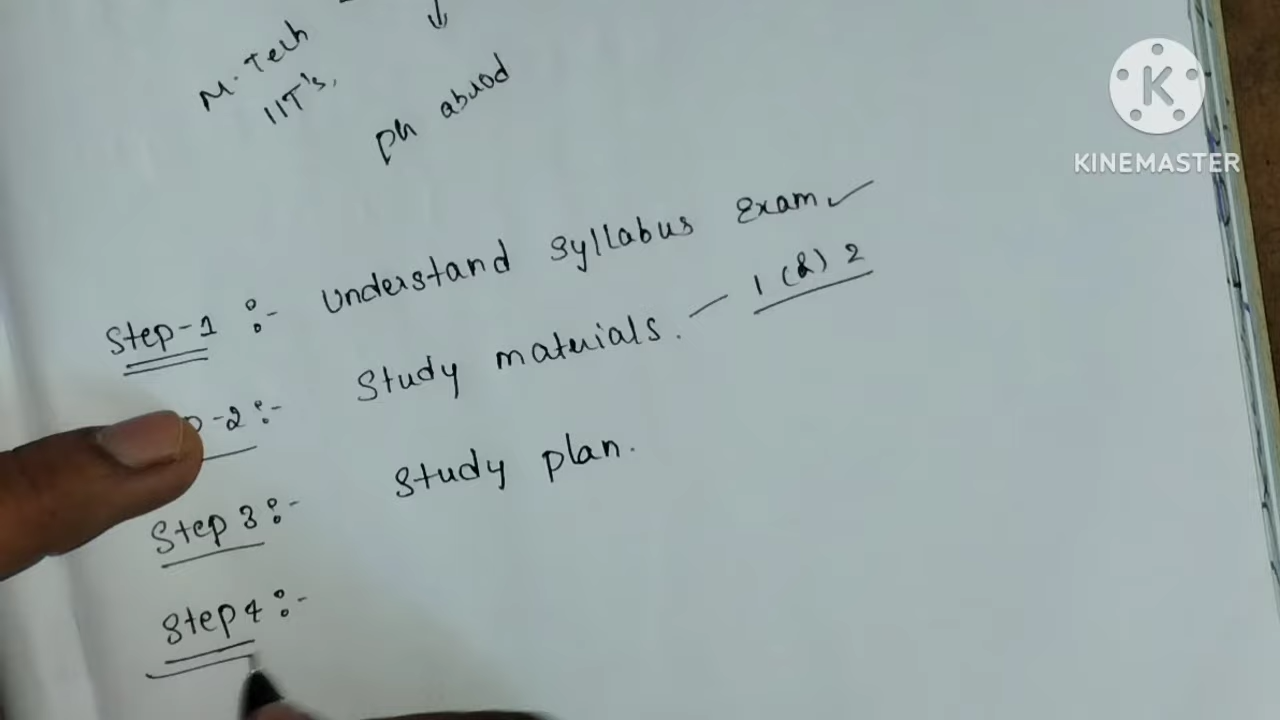 M.Tech
IIT's,
ph abrod
KINEMASTER
Step-1 :- Understand syllabus Exam
-2 :- Study materials. - 1 (&) 2
Step 3 :- Study plan.
Step 4 :-